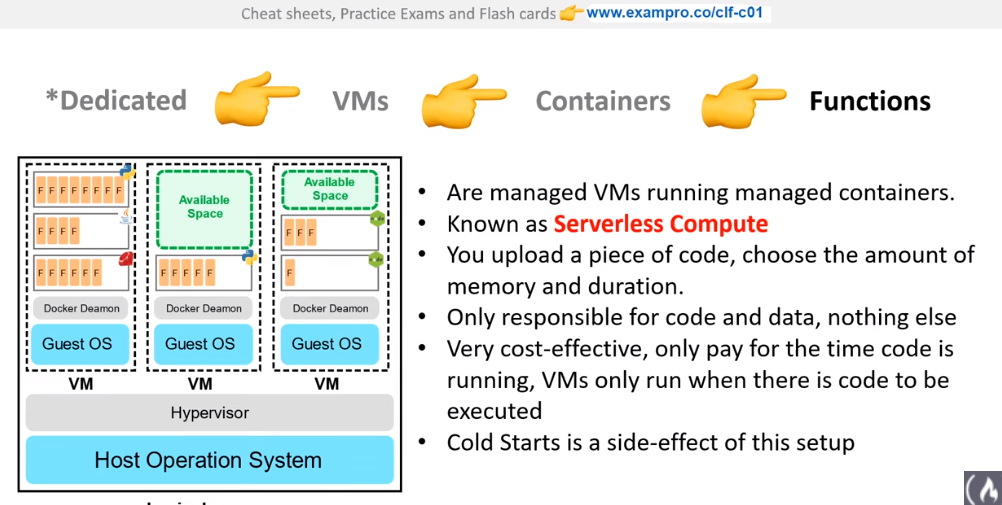 Cheat sheets, Practice Exams and Flash cards 👉 www.exampro.co/clf-c01
*Dedicated 👉 VMs 👉 Containers 👉 Functions
F F F F F F F F
F F F F
F F F F F F
Docker Deamon
Guest OS
VM
Available
Space
F F F F F
Docker Deamon
Guest OS
VM
Available
Space
F F F
F
Docker Deamon
Guest OS
VM
Hypervisor
Host Operation System
• Are managed VMs running managed containers.
• Known as Serverless Compute
• You upload a piece of code, choose the amount of
memory and duration.
• Only responsible for code and data, nothing else
• Very cost-effective, only pay for the time code is
running, VMs only run when there is code to be
executed
• Cold Starts is a side-effect of this setup